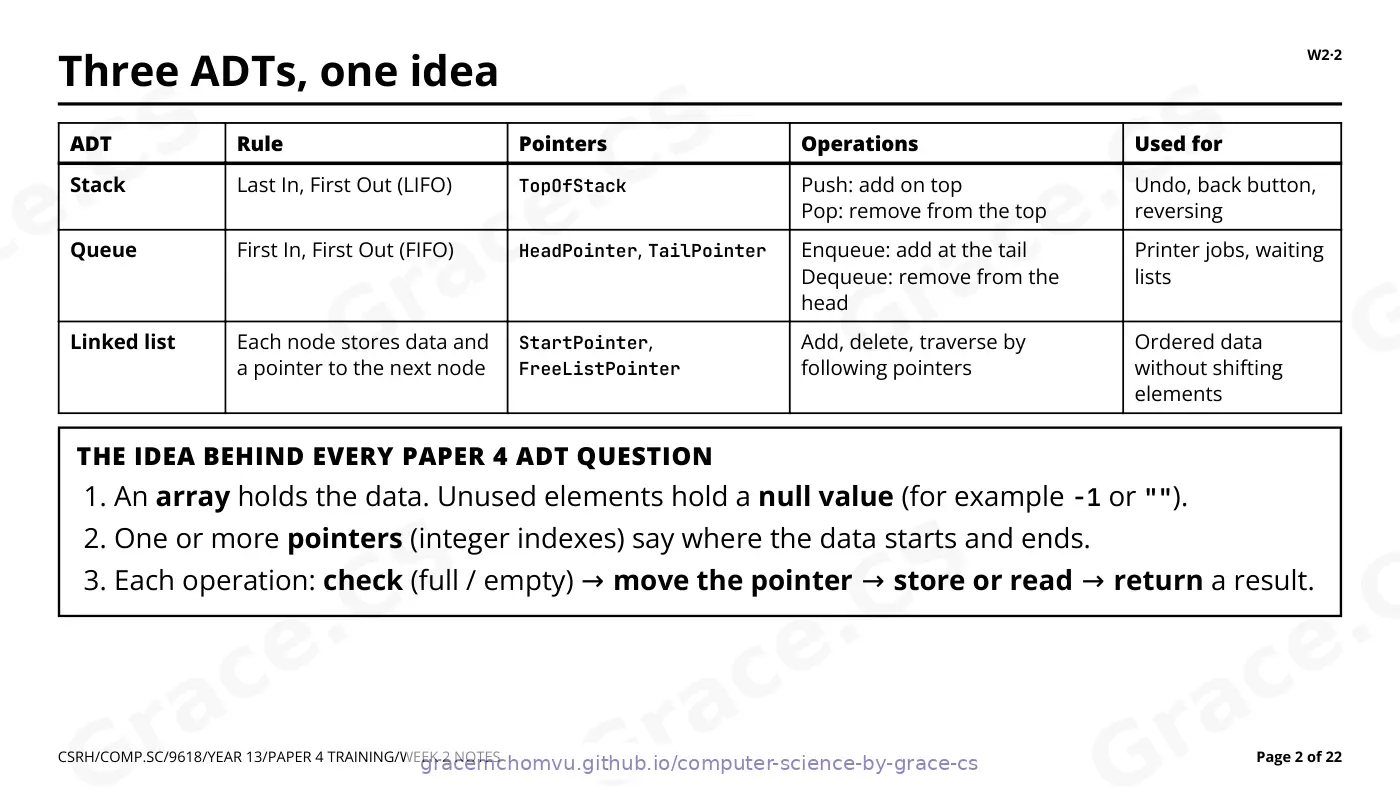 Three ADTs, one idea
W2·2
ADT Rule Pointers Operations Used for
Stack Last In, First Out (LIFO) TopOfStack Push: add on top Undo, back button,
Pop: remove from the top reversing
Queue First In, First Out (FIFO) HeadPointer, TailPointer Enqueue: add at the tail Printer jobs, waiting
Dequeue: remove from the lists
head
Linked list Each node stores data and StartPointer, Add, delete, traverse by Ordered data
a pointer to the next node FreeListPointer following pointers without shifting
elements
THE IDEA BEHIND EVERY PAPER 4 ADT QUESTION
1. An array holds the data. Unused elements hold a null value (for example -1 or "").
2. One or more pointers (integer indexes) say where the data starts and ends.
3. Each operation: check (full / empty) → move the pointer → store or read → return a result.
CSRH/COMP.SC/9618/YEAR 13/PAPER 4 TRAINING/WEEK 2 NOTES
gracemchomvu.github.io/computer-science-by-grace-cs
Page 2 of 22
Grace.cs